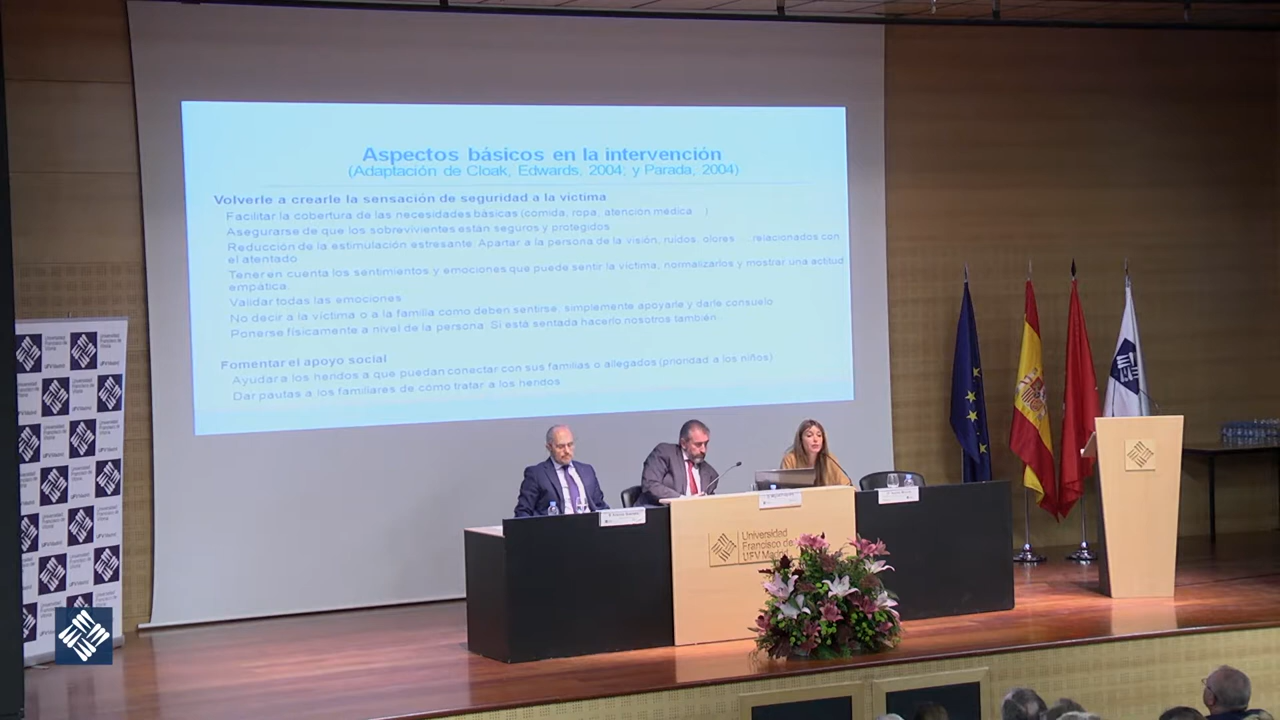 Aspectos básicos en la intervención
(Adaptación de Cloak, Edwards, 2004; y Parada, 2004)
Volverle a crearle la sensación de seguridad a la victima
Facilitar la cobertura de las necesidades básicas (comida, ropa, atención médica ...)
Asegurarse de que los sobrevivientes están seguros y protegidos
Reducción de la estimulación estresante. Apartar a la persona de la visión, ruidos, olores ... relacionados con
el atentado
Tener en cuenta los sentimientos y emociones que puede sentir la víctima, normalizarlos y mostrar una actitud
empática.
Validar todas las emociones
No decir a la víctima o a la familia como deben sentirse, simplemente apoyarle y darle consuelo
Ponerse físicamente a nivel de la persona. Si está sentada hacerlo nosotros también.
Fomentar el apoyo social
Ayudar a los heridos a que puedan conectar con sus familias o allegados (prioridad a los niños)
Dar pautas a los familiares de cómo tratar a los heridos
Universidad
Francisco de
UFV Madrid